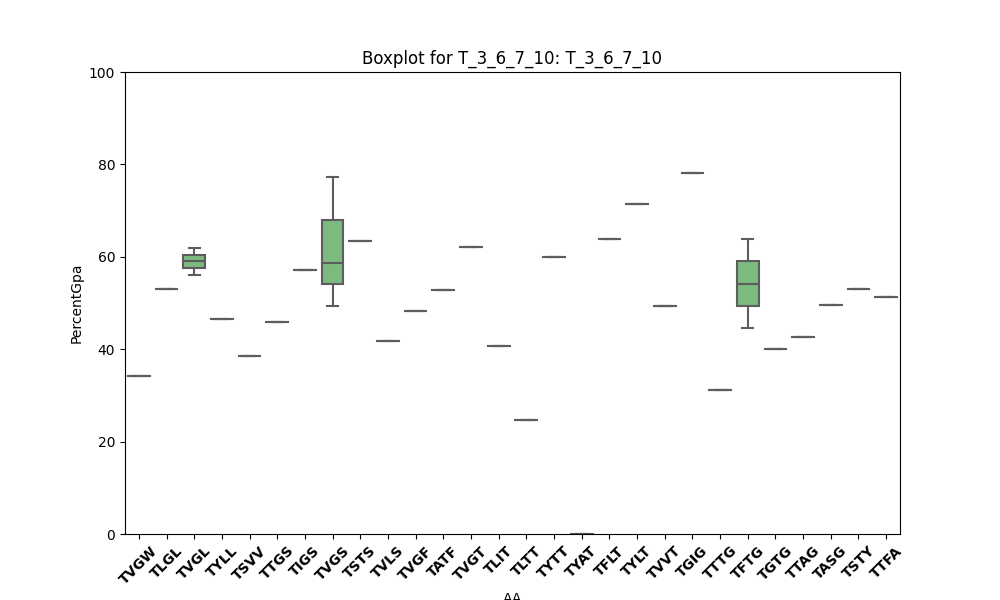 Boxplot for T_3_6_7_10: T_3_6_7_10
100
80
60
40
20
0
PercentGpa
TVGW TLGL TVGL TYLL TSVV TTGS TIGS TVGS TSTS TVLS TVGF TATF TVGT TLIT TLTT TYTT TYAT TFLT TYLT TVVT TGIG TTTG TFTG TGTG TTAG TASG TSTY TTFA
AA